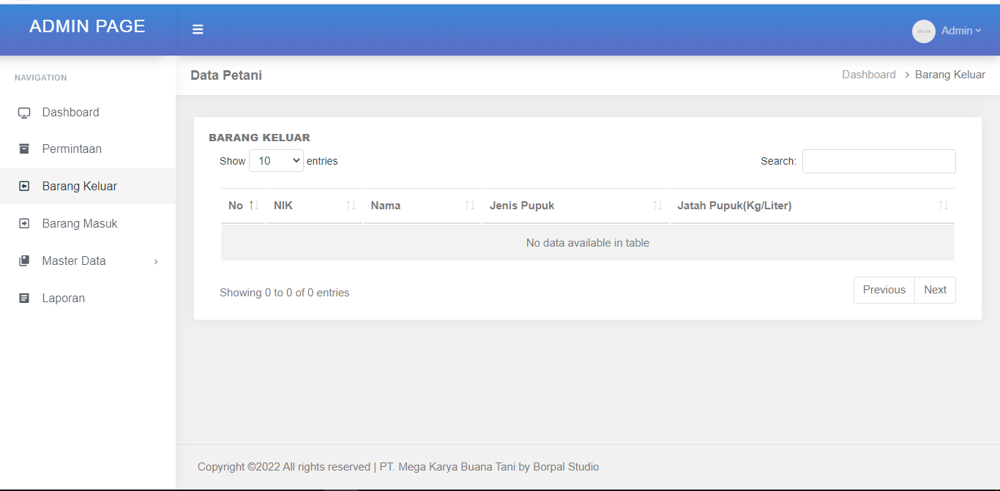 ADMIN PAGE
Admin
NAVIGATION
Dashboard
Permintaan
Barang Keluar
Barang Masuk
Master Data
Laporan
Data Petani
Dashboard > Barang Keluar
BARANG KELUAR
Show 10 entries
Search:
No NIK Nama Jenis Pupuk Jatah Pupuk(Kg/Liter)
No data available in table
Showing 0 to 0 of 0 entries
Previous Next
Copyright ©2022 All rights reserved | PT. Mega Karya Buana Tani by Borpal Studio